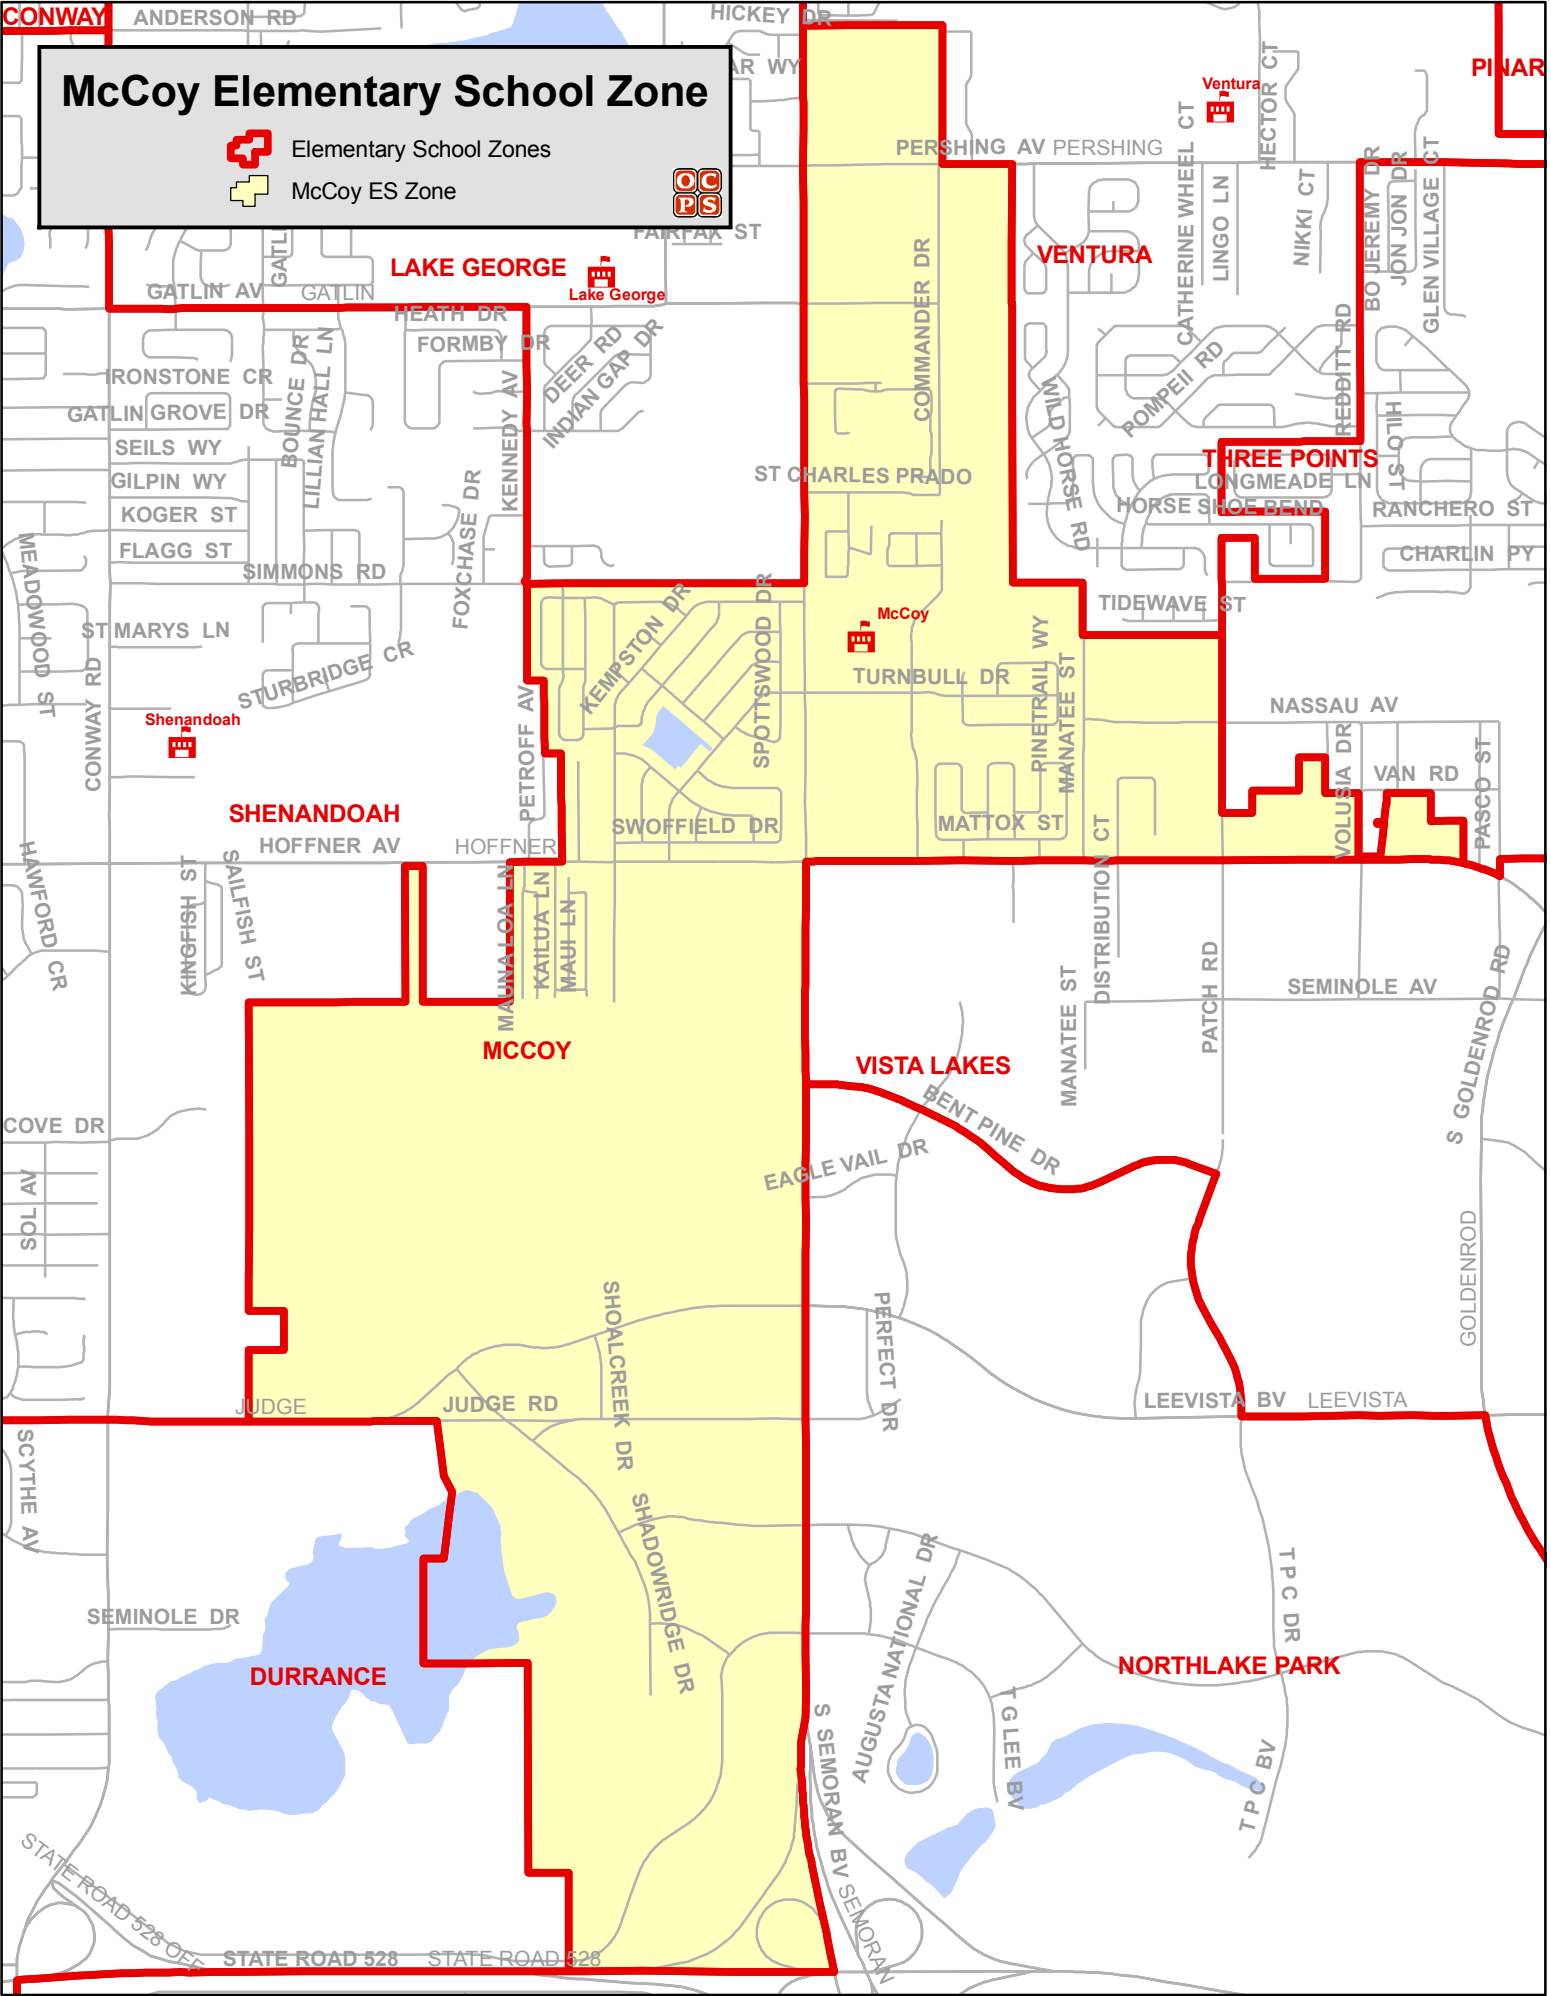 CONWAY
ANDERSON RD
HICKEY DR
AR WY
PINAR
McCoy Elementary School Zone
Elementary School Zones
McCoy ES Zone
OC
PS
Ventura
HECTOR CT
PERSHING AV
PERSHING
CATHERINE WHEEL CT
LINGO LN
NIKKI CT
BO JEREMY DR
JON JON DR
GLEN VILLAGE CT
FAIRFAX ST
GATLI
LAKE GEORGE
Lake George
VENTURA
COMMANDER DR
GATLIN AV
GATLIN
HEATH DR
FORMBY DR
DEER RD
INDIAN GAP DR
IRONSTONE CR
BOUNCE DR
LILLIAN HALL LN
KENNEDY AV
GATLIN GROVE DR
SEILS WY
GILPIN WY
KOGER ST
FLAGG ST
SIMMONS RD
FOXCHASE DR
WILD HORSE RD
POMPEII RD
REDDITT RD
HILO ST
THREE POINTS
LONGMEADE LN
HORSE SHOE BEND
RANCHERO ST
CHARLIN PY
ST CHARLES PRADO
MEADOWOOD ST
ST MARYS LN
STURBRIDGE CR
CONWAY RD
Shenandoah
SHENANDOAH
KEMPSTON DR
SPOTTSWOOD DR
McCoy
TURNBULL DR
PINETRAIL WY
MANATEE ST
TIDEWAVE ST
NASSAU AV
VOLUSIA DR
VAN RD
PASCO ST
PETROFF AV
SWOFFIELD DR
MATTOX ST
DISTRIBUTION CT
HOFFNER AV
HOFFNER
HAWFORD CR
KINGFISH ST
SAILFISH ST
MAUNA LOA LN
KAILUA LN
MAUI LN
MANATEE ST
PATCH RD
SEMINOLE AV
S GOLDENROD RD
MCCOY
VISTA LAKES
BENT PINE DR
EAGLE VAIL DR
COVE DR
SOL AV
GOLDENROD
SHOALCREEK DR
PERFECT DR
JUDGE
JUDGE RD
LEEVISTA BV
LEEVISTA
SCYTHE AV
SHADOWRIDGE DR
AUGUSTA NATIONAL DR
T P C DR
SEMINOLE DR
DURRANCE
NORTHLAKE PARK
T G LEE BV
S SEMORAN BV
T P C BV
SEMORAN
STATE ROAD 528 OFF
STATE ROAD 528
STATE ROAD 528